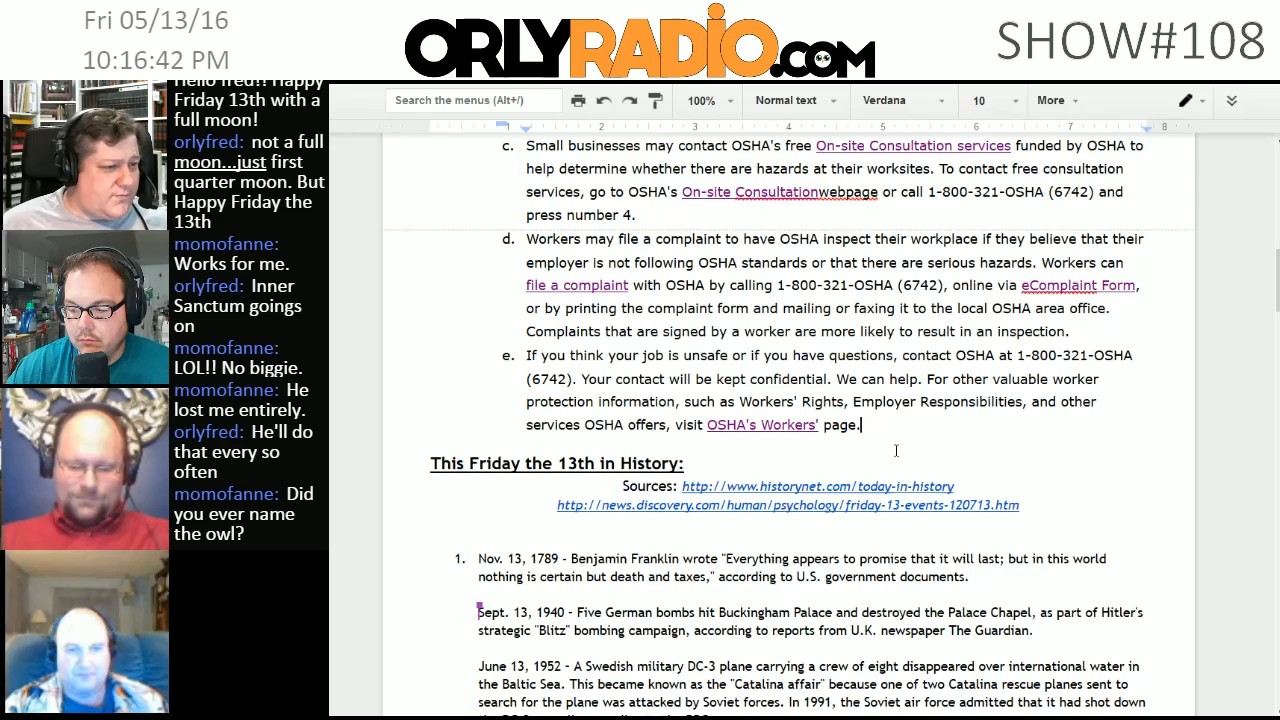 Fri 05/13/16
10:16:42 PM
ORLYRADIO.COM
SHOW#108
Hello fred!! Happy
Friday 13th with a
full moon!
orlyfred: not a full
moon...just first
quarter moon. But
Happy Friday the
13th
momofanne:
Works for me.
orlyfred: Inner
Sanctum goings
on
momofanne:
LOL!! No biggie.
momofanne: He
lost me entirely.
orlyfred: He'll do
that every so
often
momofanne: Did
you ever name
the owl?
Search the menus (Alt+/)
100%
Normal text
Verdana
10
More
1 2 3 4 5 6 7 8
c. Small businesses may contact OSHA's free On-site Consultation services funded by OSHA to
help determine whether there are hazards at their worksites. To contact free consultation
services, go to OSHA's On-site Consultationwebpage or call 1-800-321-OSHA (6742) and
press number 4.
d. Workers may file a complaint to have OSHA inspect their workplace if they believe that their
employer is not following OSHA standards or that there are serious hazards. Workers can
file a complaint with OSHA by calling 1-800-321-OSHA (6742), online via eComplaint Form,
or by printing the complaint form and mailing or faxing it to the local OSHA area office.
Complaints that are signed by a worker are more likely to result in an inspection.
e. If you think your job is unsafe or if you have questions, contact OSHA at 1-800-321-OSHA
(6742). Your contact will be kept confidential. We can help. For other valuable worker
protection information, such as Workers' Rights, Employer Responsibilities, and other
services OSHA offers, visit OSHA's Workers' page.
This Friday the 13th in History:
Sources: http://www.historynet.com/today-in-history
http://news.discovery.com/human/psychology/friday-13-events-120713.htm
1. Nov. 13, 1789 - Benjamin Franklin wrote "Everything appears to promise that it will last; but in this world
nothing is certain but death and taxes," according to U.S. government documents.
Sept. 13, 1940 - Five German bombs hit Buckingham Palace and destroyed the Palace Chapel, as part of Hitler's
strategic "Blitz" bombing campaign, according to reports from U.K. newspaper The Guardian.
June 13, 1952 - A Swedish military DC-3 plane carrying a crew of eight disappeared over international water in
the Baltic Sea. This became known as the "Catalina affair" because one of two Catalina rescue planes sent to
search for the plane was attacked by Soviet forces. In 1991, the Soviet air force admitted that it had shot down